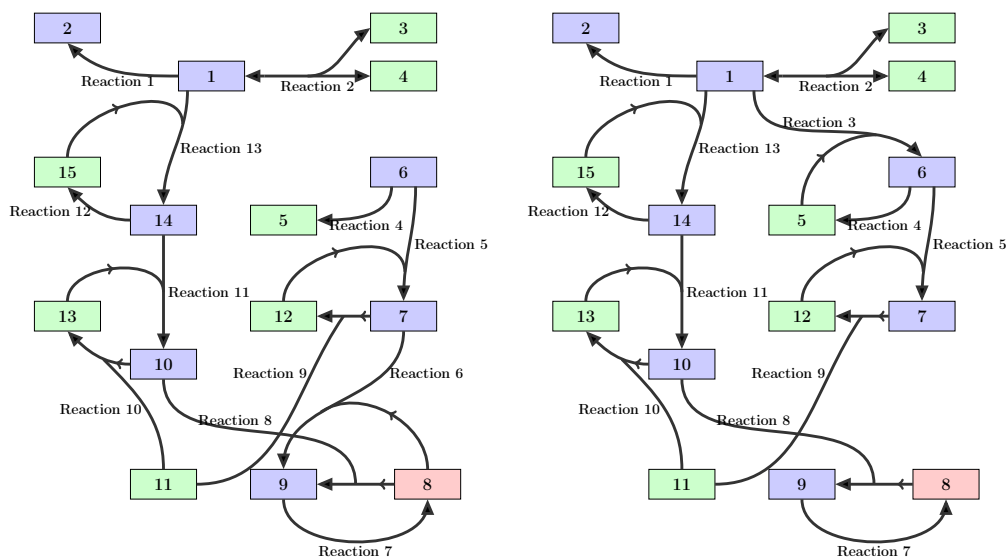 2
3
1
4
Reaction 1
Reaction 2
Reaction 13
15
6
Reaction 12
14
5
Reaction 4
Reaction 5
Reaction 11
13
12
7
10
Reaction 9
Reaction 6
Reaction 10
Reaction 8
11
9
8
Reaction 7
2
3
1
4
Reaction 1
Reaction 2
Reaction 3
Reaction 13
15
6
Reaction 12
14
5
Reaction 4
Reaction 5
Reaction 11
13
12
7
10
Reaction 9
Reaction 10
Reaction 8
11
9
8
Reaction 7